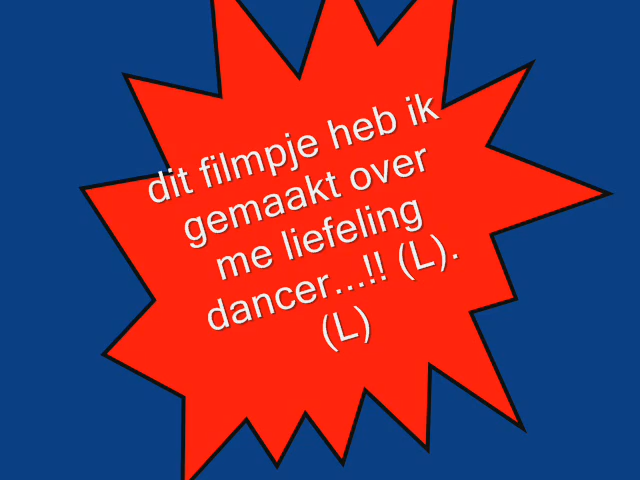 dit filmpje heb ik
gemaakt over
me liefeling
dancer...!! (L).
(L)